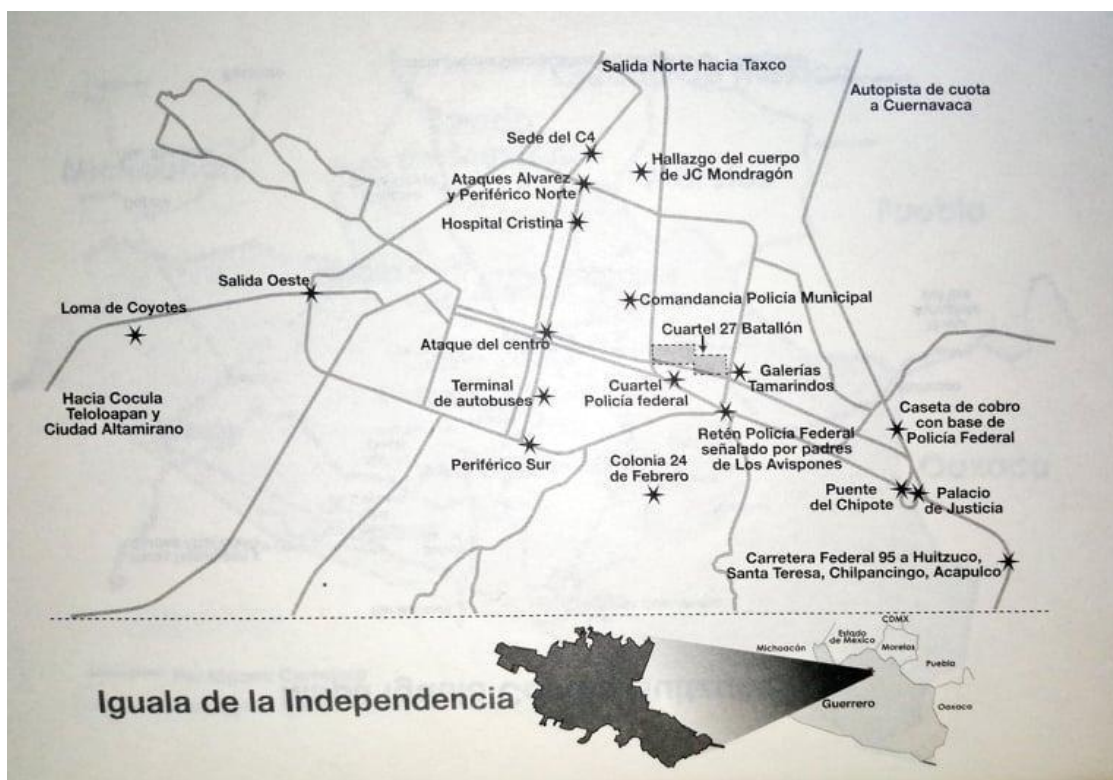 Salida Norte hacia Taxco
Autopista de cuota
a Cuernavaca
Sede del C4
Hallazgo del cuerpo
de JC Mondragón
Ataques Alvarez
y Periférico Norte
Hospital Cristina
Salida Oeste
Loma de Coyotes
Comandancia Policía Municipal
Cuartel 27 Batallón
Ataque del centro
Galerías
Tamarindos
Terminal
de autobuses
Cuartel
Policía federal
Hacia Cocula
Teloloapan y
Ciudad Altamirano
Caseta de cobro
con base de
Policía Federal
Retén Policía Federal
señalado por padres
de Los Avispones
Periférico Sur
Colonia 24
de Febrero
Puente
del Chipote
Palacio
de Justicia
Carretera Federal 95 a Huitzuco,
Santa Teresa, Chilpancingo, Acapulco
CDMX
Estado
de México
Michoacán
Morelos
Puebla
Iguala de la Independencia
Guerrero
Oaxaca